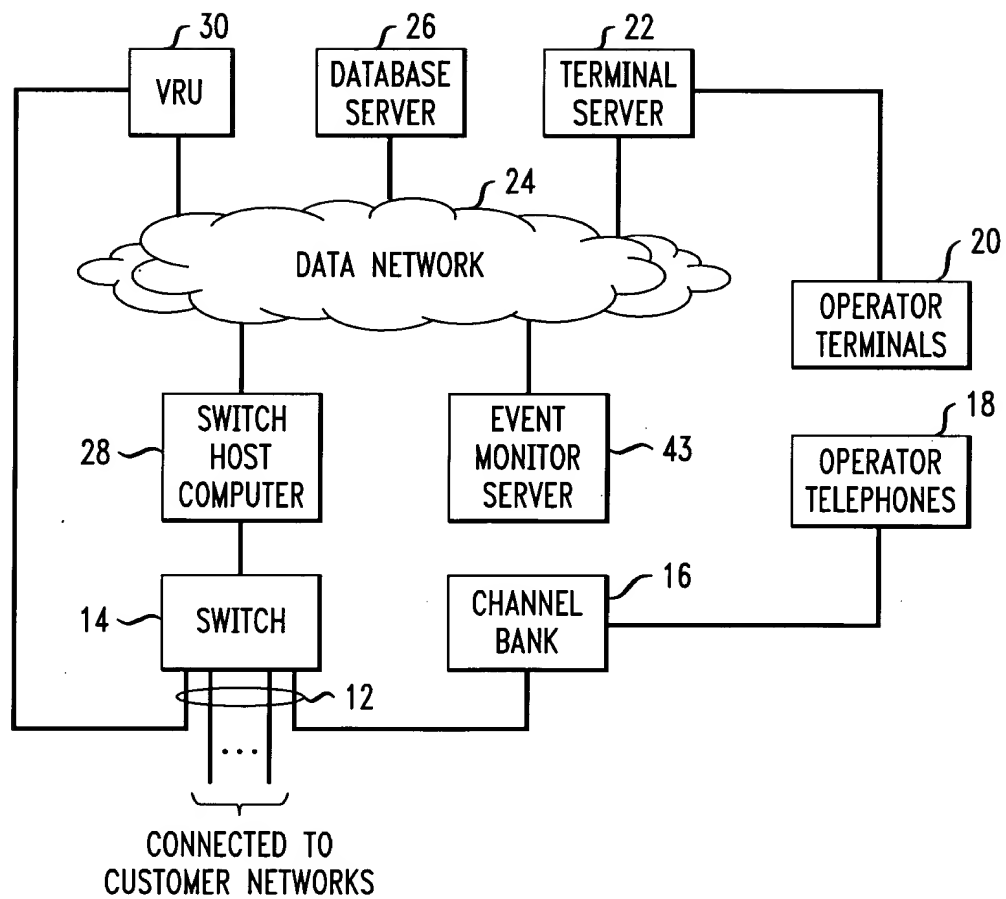 30
26
22
VRU
DATABASE
SERVER
TERMINAL
SERVER
24
DATA NETWORK
20
OPERATOR
TERMINALS
18
OPERATOR
TELEPHONES
28
SWITCH
HOST
COMPUTER
EVENT
MONITOR
SERVER
43
14
SWITCH
CHANNEL
BANK
16
12
...
CONNECTED TO
CUSTOMER NETWORKS